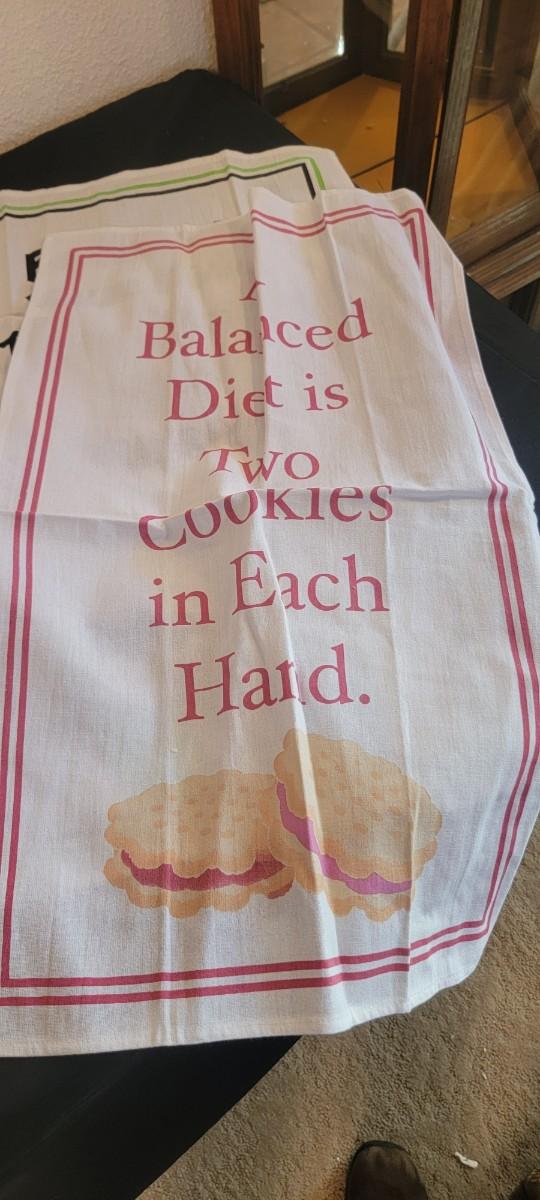 A
Balanced
Diet is
Two
Cookies
in Each
Hand.